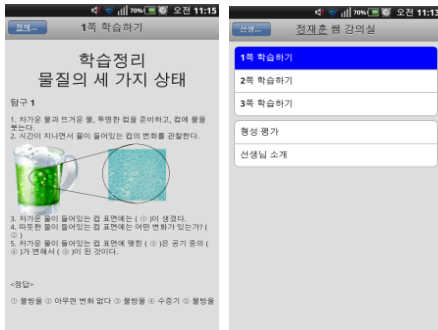 70% 오전 11:15
정재... 1쪽 학습하기
학습정리
물질의 세 가지 상태
탐구 1
1. 차가운 물과 뜨거운 물, 투명한 컵을 준비하고, 컵에 물을
붓는다.
2. 시간이 지나면서 물이 들어있는 컵의 변화를 관찰한다.
3. 차가운 물이 들어있는 컵 표면에는 ( ① )이 생겼다.
4. 따듯한 물이 들어있는 컵 표면에는 어떤 변화가 있는가? (
② )
5. 차가운 물이 들어있는 컵 표면에 맺힌 ( ③ )은 공기 중의 (
④ )가 변해서 ( ⑤ )이 된 것이다.
<정답>
① 물방울 ② 아무런 변화 없다 ③ 물방울 ④ 수증기 ⑤ 물방울
70% 오전 11:13
선생... 정재훈 쌤 강의실
1쪽 학습하기
2쪽 학습하기
3쪽 학습하기
형성 평가
선생님 소개